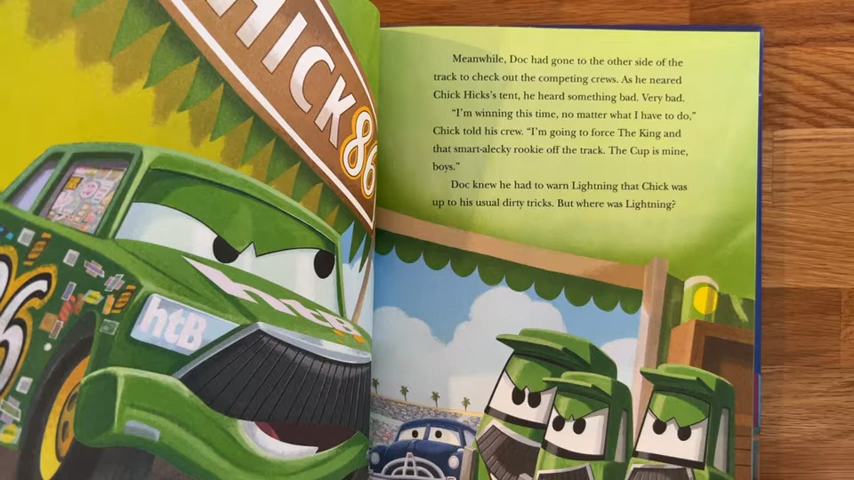 HICK 86
htB
htB
86
Meanwhile, Doc had gone to the other side of the
track to check out the competing crews. As he neared
Chick Hicks's tent, he heard something bad. Very bad.
"I'm winning this time, no matter what I have to do,"
Chick told his crew. "I'm going to force The King and
that smart-alecky rookie off the track. The Cup is mine,
boys."
Doc knew he had to warn Lightning that Chick was
up to his usual dirty tricks. But where was Lightning?